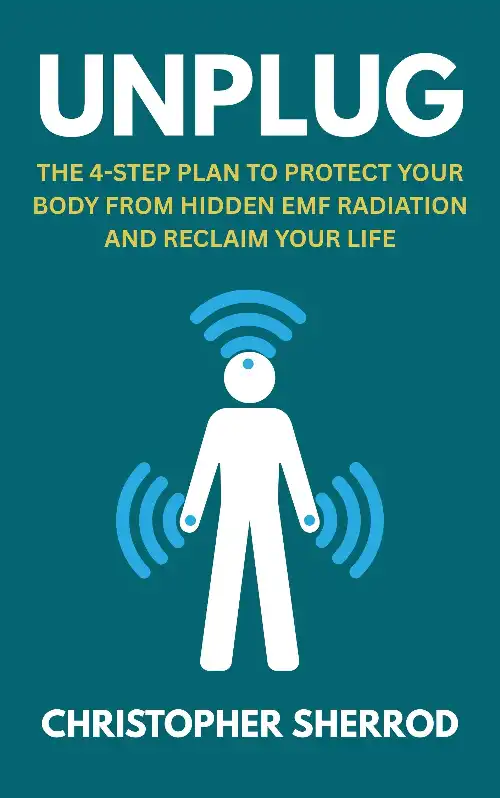 UNPLUG
THE 4-STEP PLAN TO PROTECT YOUR
BODY FROM HIDDEN EMF RADIATION
AND RECLAIM YOUR LIFE
CHRISTOPHER SHERROD